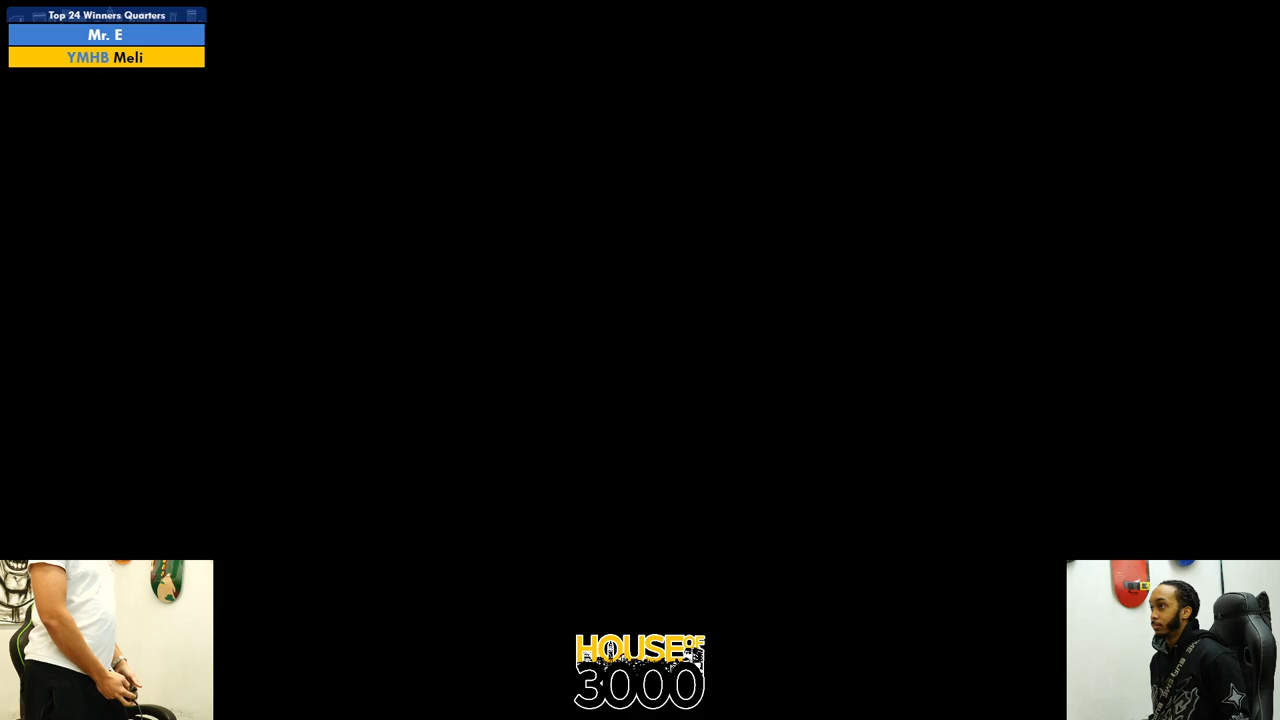 Top 24 Winners Quarters
Mr. E
YMHB Meli
HOUSE OF
3000